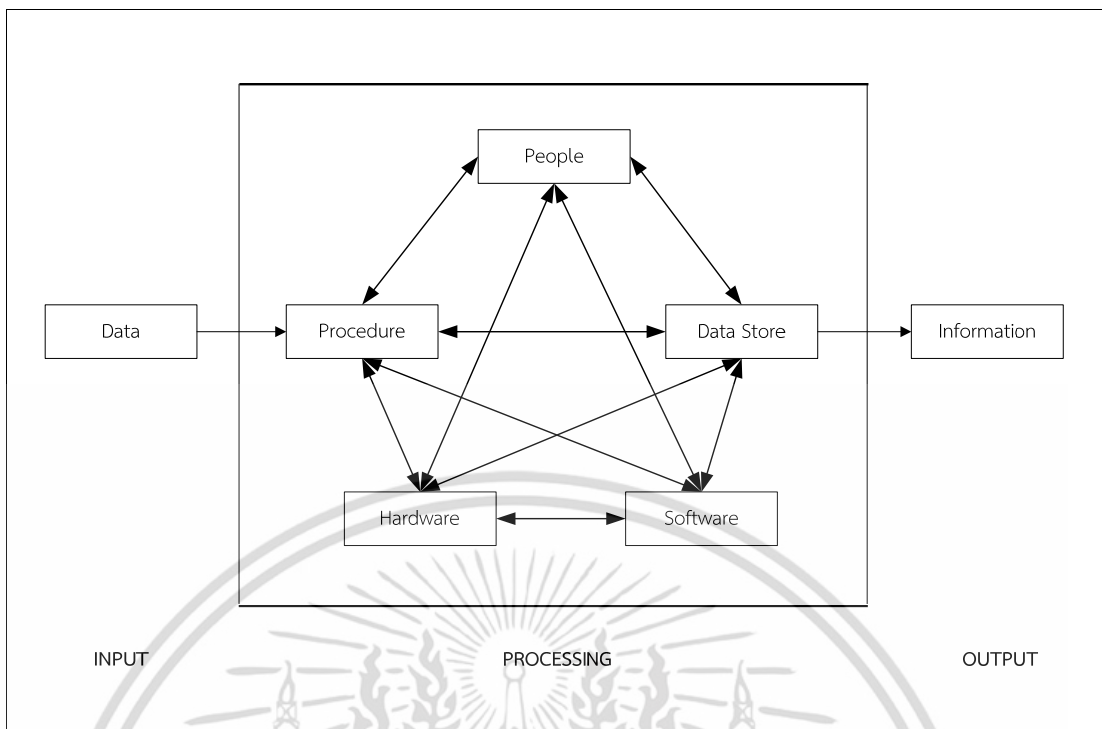 People
Data
Procedure
Data Store
Information
Hardware
Software
INPUT
PROCESSING
OUTPUT